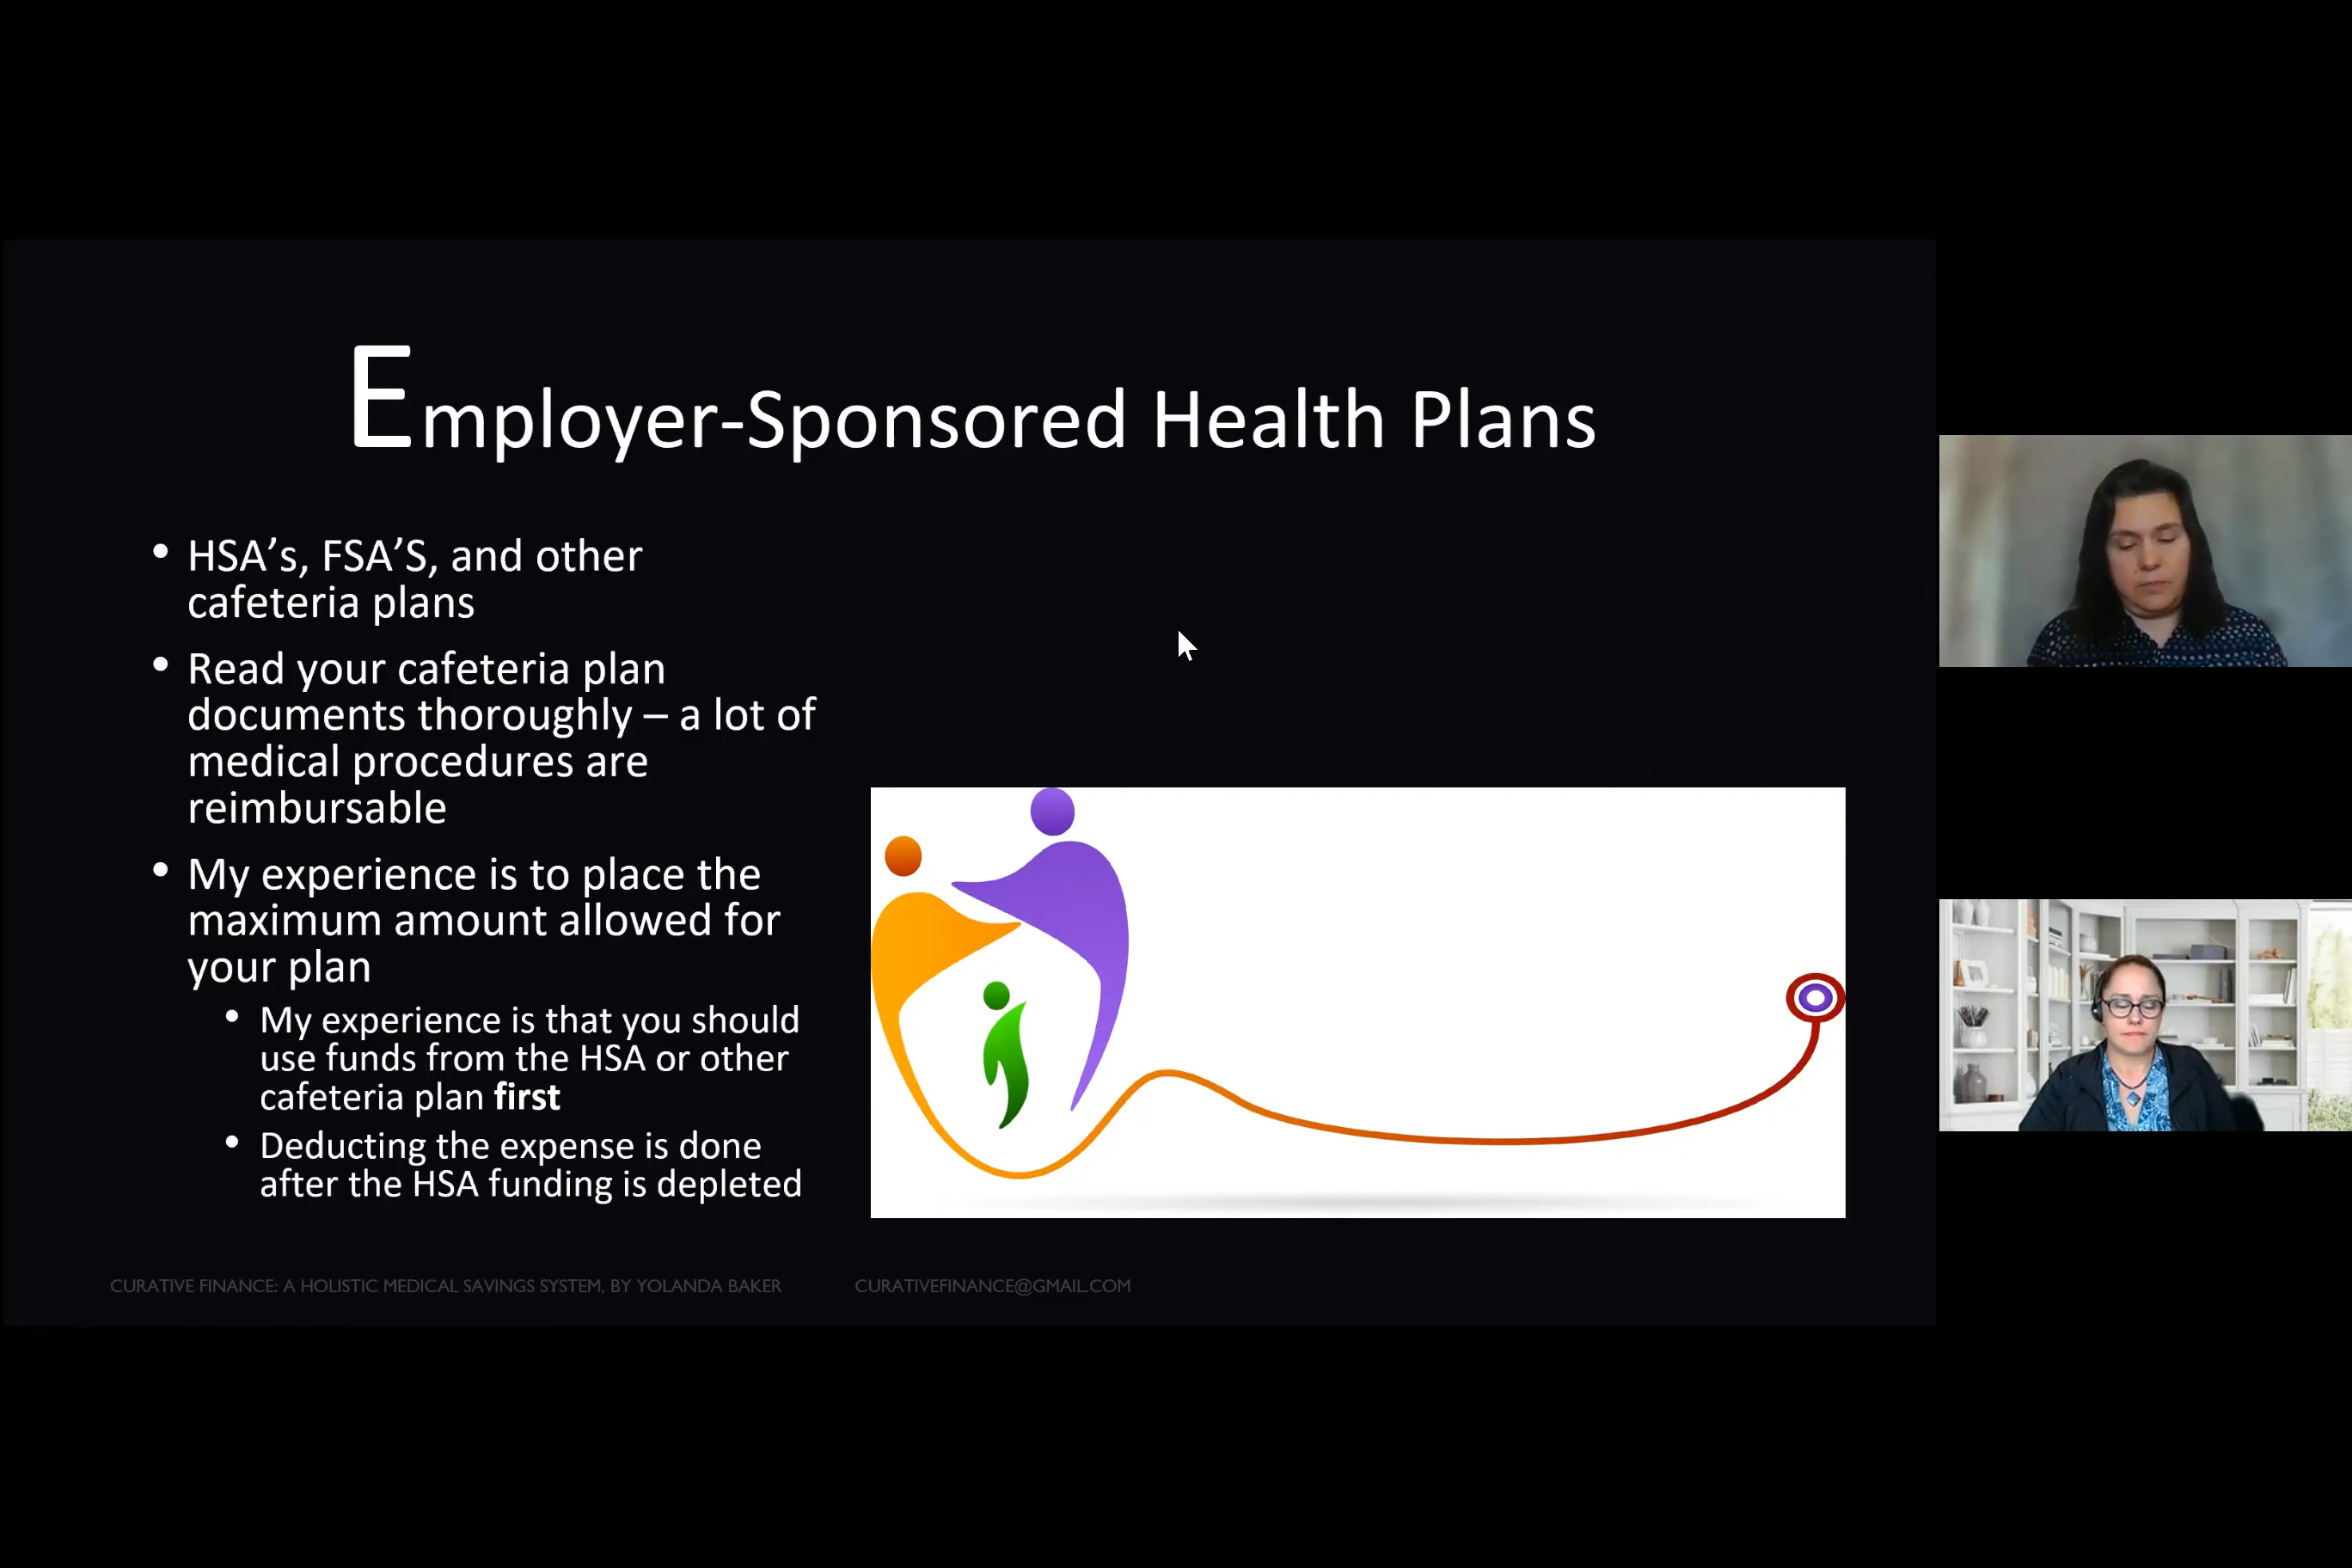 Employer-Sponsored Health Plans
• HSA’s, FSA’S, and other
cafeteria plans
• Read your cafeteria plan
documents thoroughly – a lot of
medical procedures are
reimbursable
• My experience is to place the
maximum amount allowed for
your plan
• My experience is that you should
use funds from the HSA or other
cafeteria plan first
• Deducting the expense is done
after the HSA funding is depleted
CURATIVE FINANCE: A HOLISTIC MEDICAL SAVINGS SYSTEM, BY YOLANDA BAKER
CURATIVEFINANCE@GMAIL.COM